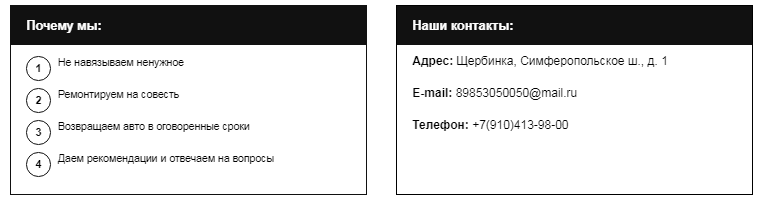 Почему мы:
1 Не навязываем ненужное
2 Ремонтируем на совесть
3 Возвращаем авто в оговоренные сроки
4 Даем рекомендации и отвечаем на вопросы
Наши контакты:
Адрес: Щербинка, Симферопольское ш., д. 1
E-mail: 89853050050@mail.ru
Телефон: +7(910)413-98-00